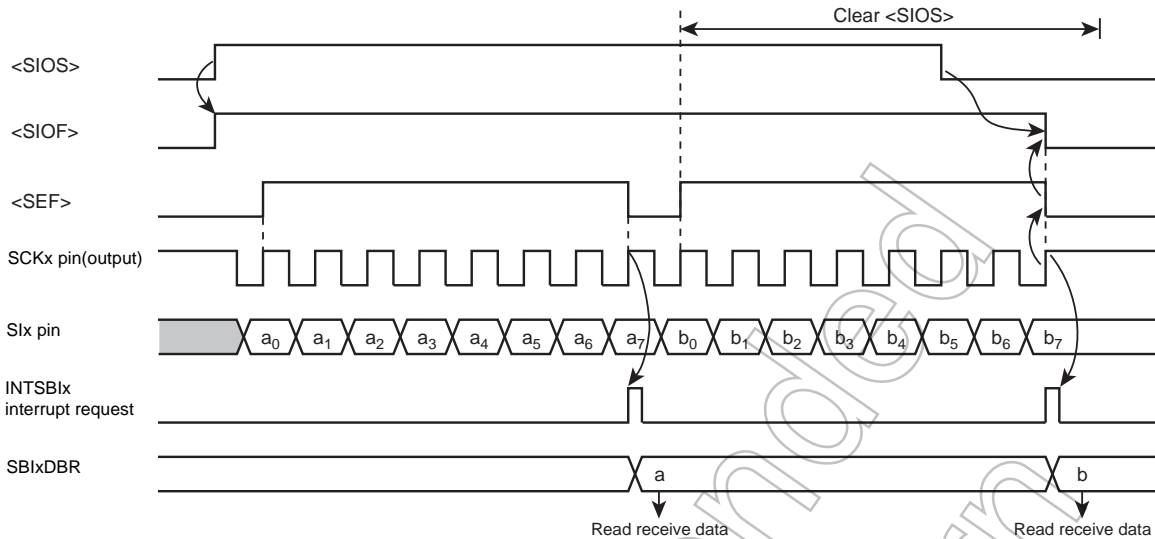 Clear <SIOS>
<SIOS>
<SIOF>
<SEF>
SCKx pin(output)
SIx pin
a0 a1 a2 a3 a4 a5 a6 a7 b0 b1 b2 b3 b4 b5 b6 b7
INTSBIx
interrupt request
SBIxDBR
a b
Read receive data Read receive data